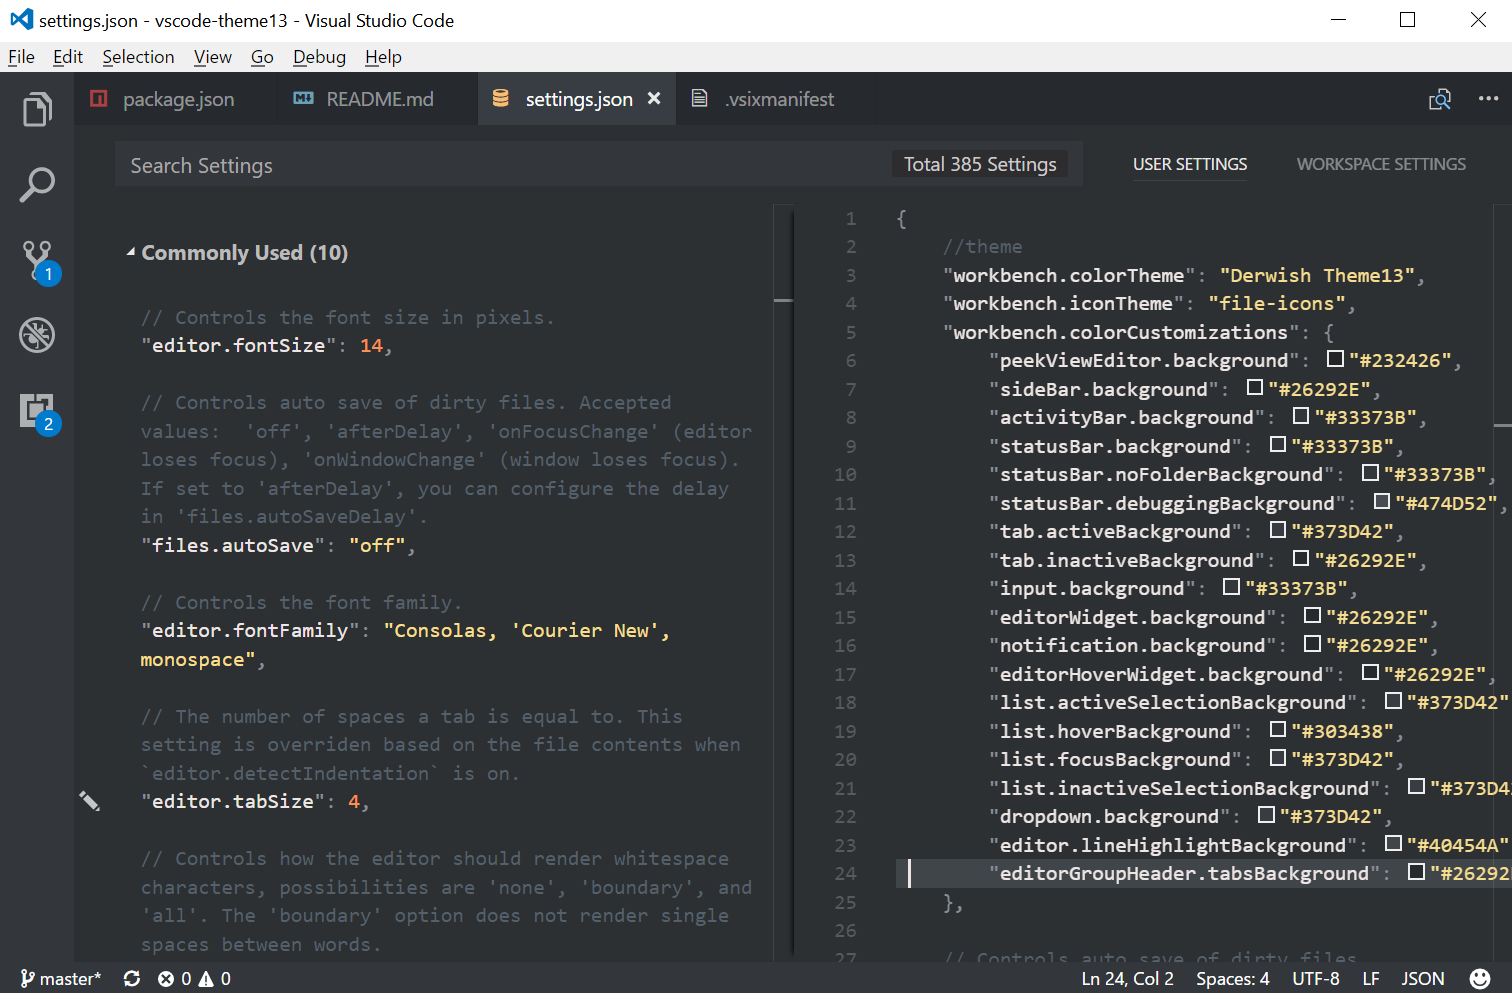 settings.json - vscode-theme13 - Visual Studio Code
File Edit Selection View Go Debug Help
package.json README.md settings.json .vsixmanifest
Search Settings Total 385 Settings USER SETTINGS WORKSPACE SETTINGS
1
2
Commonly Used (10)
// Controls the font size in pixels.
"editor.fontSize": 14,
// Controls auto save of dirty files. Accepted
values:  'off', 'afterDelay', 'onFocusChange' (editor
loses focus), 'onWindowChange' (window loses focus).
If set to 'afterDelay', you can configure the delay
in 'files.autoSaveDelay'.
"files.autoSave": "off",
// Controls the font family.
"editor.fontFamily": "Consolas, 'Courier New',
monospace",
// The number of spaces a tab is equal to. This
setting is overriden based on the file contents when
`editor.detectIndentation` is on.
"editor.tabSize": 4,
// Controls how the editor should render whitespace
characters, possibilities are 'none', 'boundary', and
'all'. The 'boundary' option does not render single
spaces between words.
1 {
2 //theme
3 "workbench.colorTheme": "Derwish Theme13",
4 "workbench.iconTheme": "file-icons",
5 "workbench.colorCustomizations": {
6 "peekViewEditor.background": "#232426",
7 "sideBar.background": "#26292E",
8 "activityBar.background": "#33373B",
9 "statusBar.background": "#33373B",
10 "statusBar.noFolderBackground": "#33373B",
11 "statusBar.debuggingBackground": "#474D52",
12 "tab.activeBackground": "#373D42",
13 "tab.inactiveBackground": "#26292E",
14 "input.background": "#33373B",
15 "editorWidget.background": "#26292E",
16 "notification.background": "#26292E",
17 "editorHoverWidget.background": "#26292E",
18 "list.activeSelectionBackground": "#373D42"
19 "list.hoverBackground": "#303438",
20 "list.focusBackground": "#373D42",
21 "list.inactiveSelectionBackground": "#373D4
22 "dropdown.background": "#373D42",
23 "editor.lineHighlightBackground": "#40454A"
24 "editorGroupHeader.tabsBackground": "#26292
25 },
26
27 // Controls auto save of dirty files
master* 0 0 Ln 24, Col 2 Spaces: 4 UTF-8 LF JSON